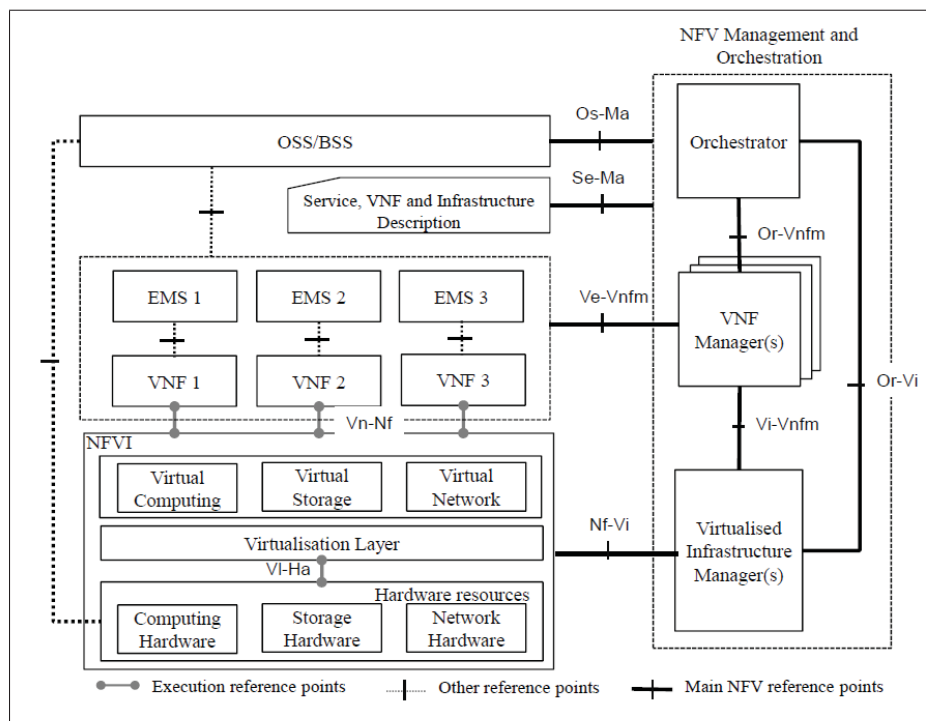 NFV Management and
Orchestration
Os-Ma
OSS/BSS
Orchestrator
Se-Ma
Service, VNF and Infrastructure
Description
Or-Vnfm
EMS 1
EMS 2
EMS 3
Ve-Vnfm
VNF
Manager(s)
VNF 1
VNF 2
VNF 3
Or-Vi
Vn-Nf
Vi-Vnfm
NFVI
Virtual
Computing
Virtual
Storage
Virtual
Network
Nf-Vi
Virtualised
Infrastructure
Manager(s)
Virtualisation Layer
Vl-Ha
Hardware resources
Computing
Hardware
Storage
Hardware
Network
Hardware
Execution reference points
Other reference points
Main NFV reference points